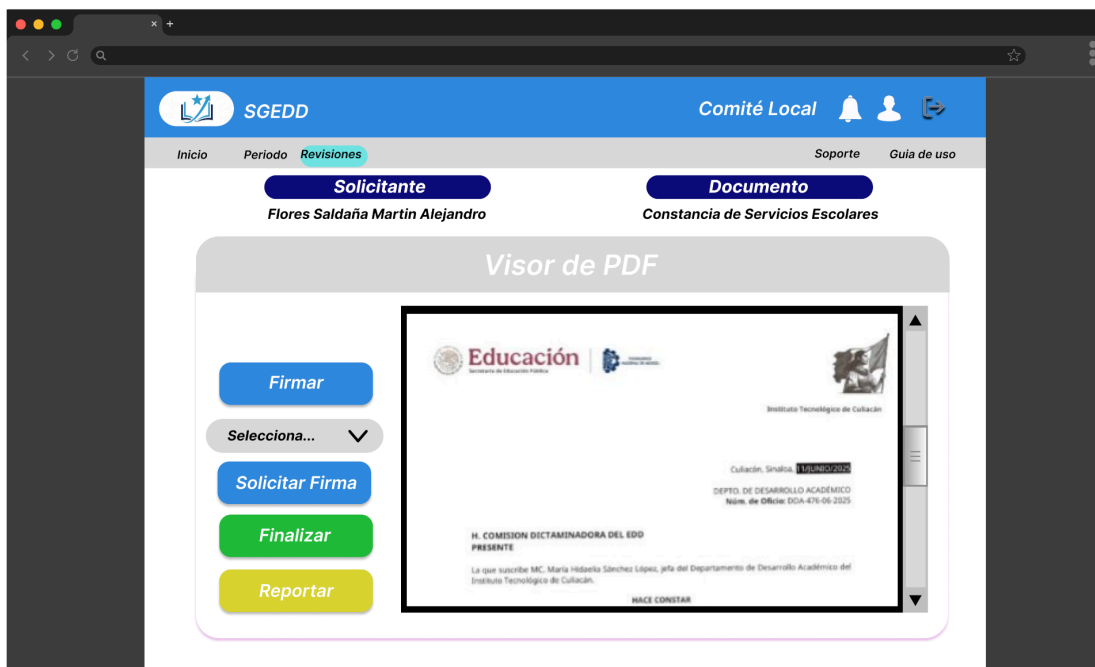 SGEDD
Comité Local
Inicio Periodo Revisiones Soporte Guia de uso
Solicitante
Flores Saldaña Martin Alejandro
Documento
Constancia de Servicios Escolares
Visor de PDF
Firmar
Selecciona...
Solicitar Firma
Finalizar
Reportar
Educación
Secretaría de Educación Pública
Instituto Tecnológico de Culiacán
Culiacán, Sinaloa, 11/JUNIO/2025
DEPTO. DE DESARROLLO ACADÉMICO
Núm. de Oficio: DDA-476-06-2025
H. COMISION DICTAMINADORA DEL EDD
PRESENTE
La que suscribe MC. María Hidaelia Sánchez López, jefa del Departamento de Desarrollo Académico del
Instituto Tecnológico de Culiacán.
HACE CONSTAR